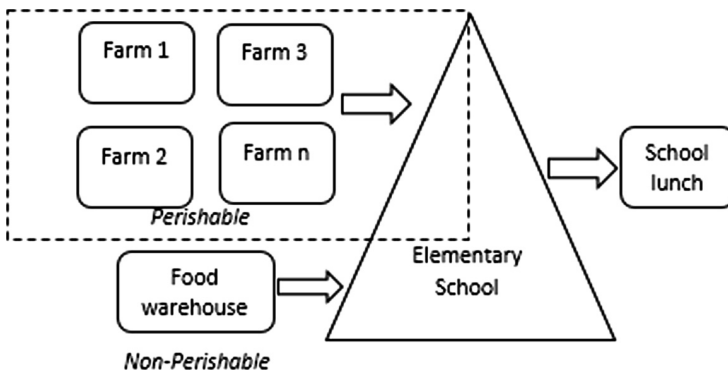 Farm 1
Farm 3
Farm 2
Farm n
Perishable
School
lunch
Elementary
School
Food
warehouse
Non-Perishable